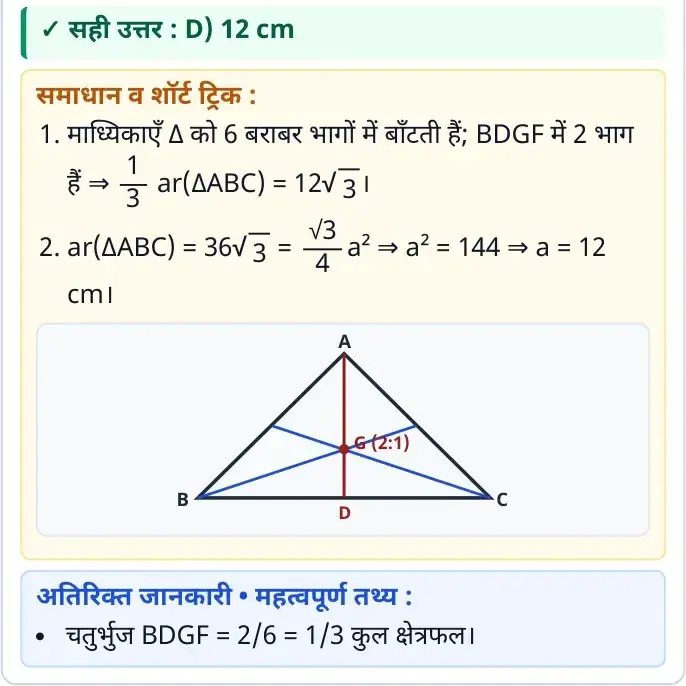 ✓ सही उत्तर : D) 12 cm
समाधान व शॉर्ट ट्रिक :
1. माध्यिकाएँ Δ को 6 बराबर भागों में बाँटती हैं; BDGF में 2 भाग
हैं ⇒ 1/3 ar(ΔABC) = 12√3।
2. ar(ΔABC) = 36√3 = √3/4 a² ⇒ a² = 144 ⇒ a = 12
cm।
A
G (2:1)
B
C
D
अतिरिक्त जानकारी • महत्वपूर्ण तथ्य :
• चतुर्भुज BDGF = 2/6 = 1/3 कुल क्षेत्रफल।